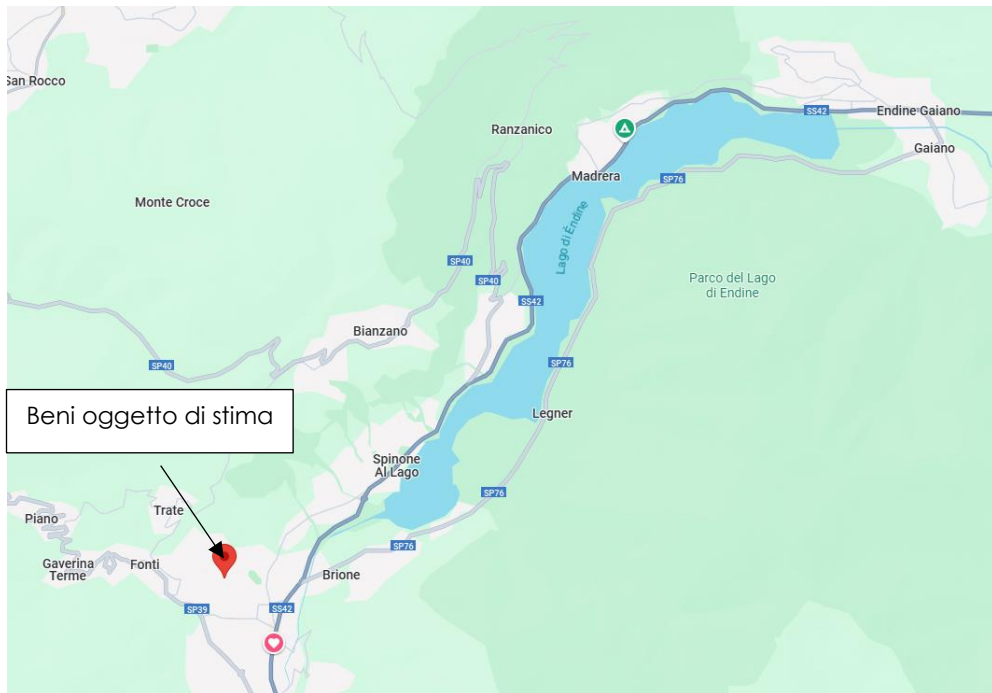 San Rocco
SS42
Endine Gaiano
Ranzanico
Gaiano
Madrera
SP76
Monte Croce
Lago di Èndine
SP40
Parco del Lago
di Endine
SP40
SS42
Bianzano
SP40
SP76
Beni oggetto di stima
Legner
Spinone
Al Lago
SP76
Trate
Piano
SP76
Gaverina
Terme
Fonti
Brione
SP39
SS42